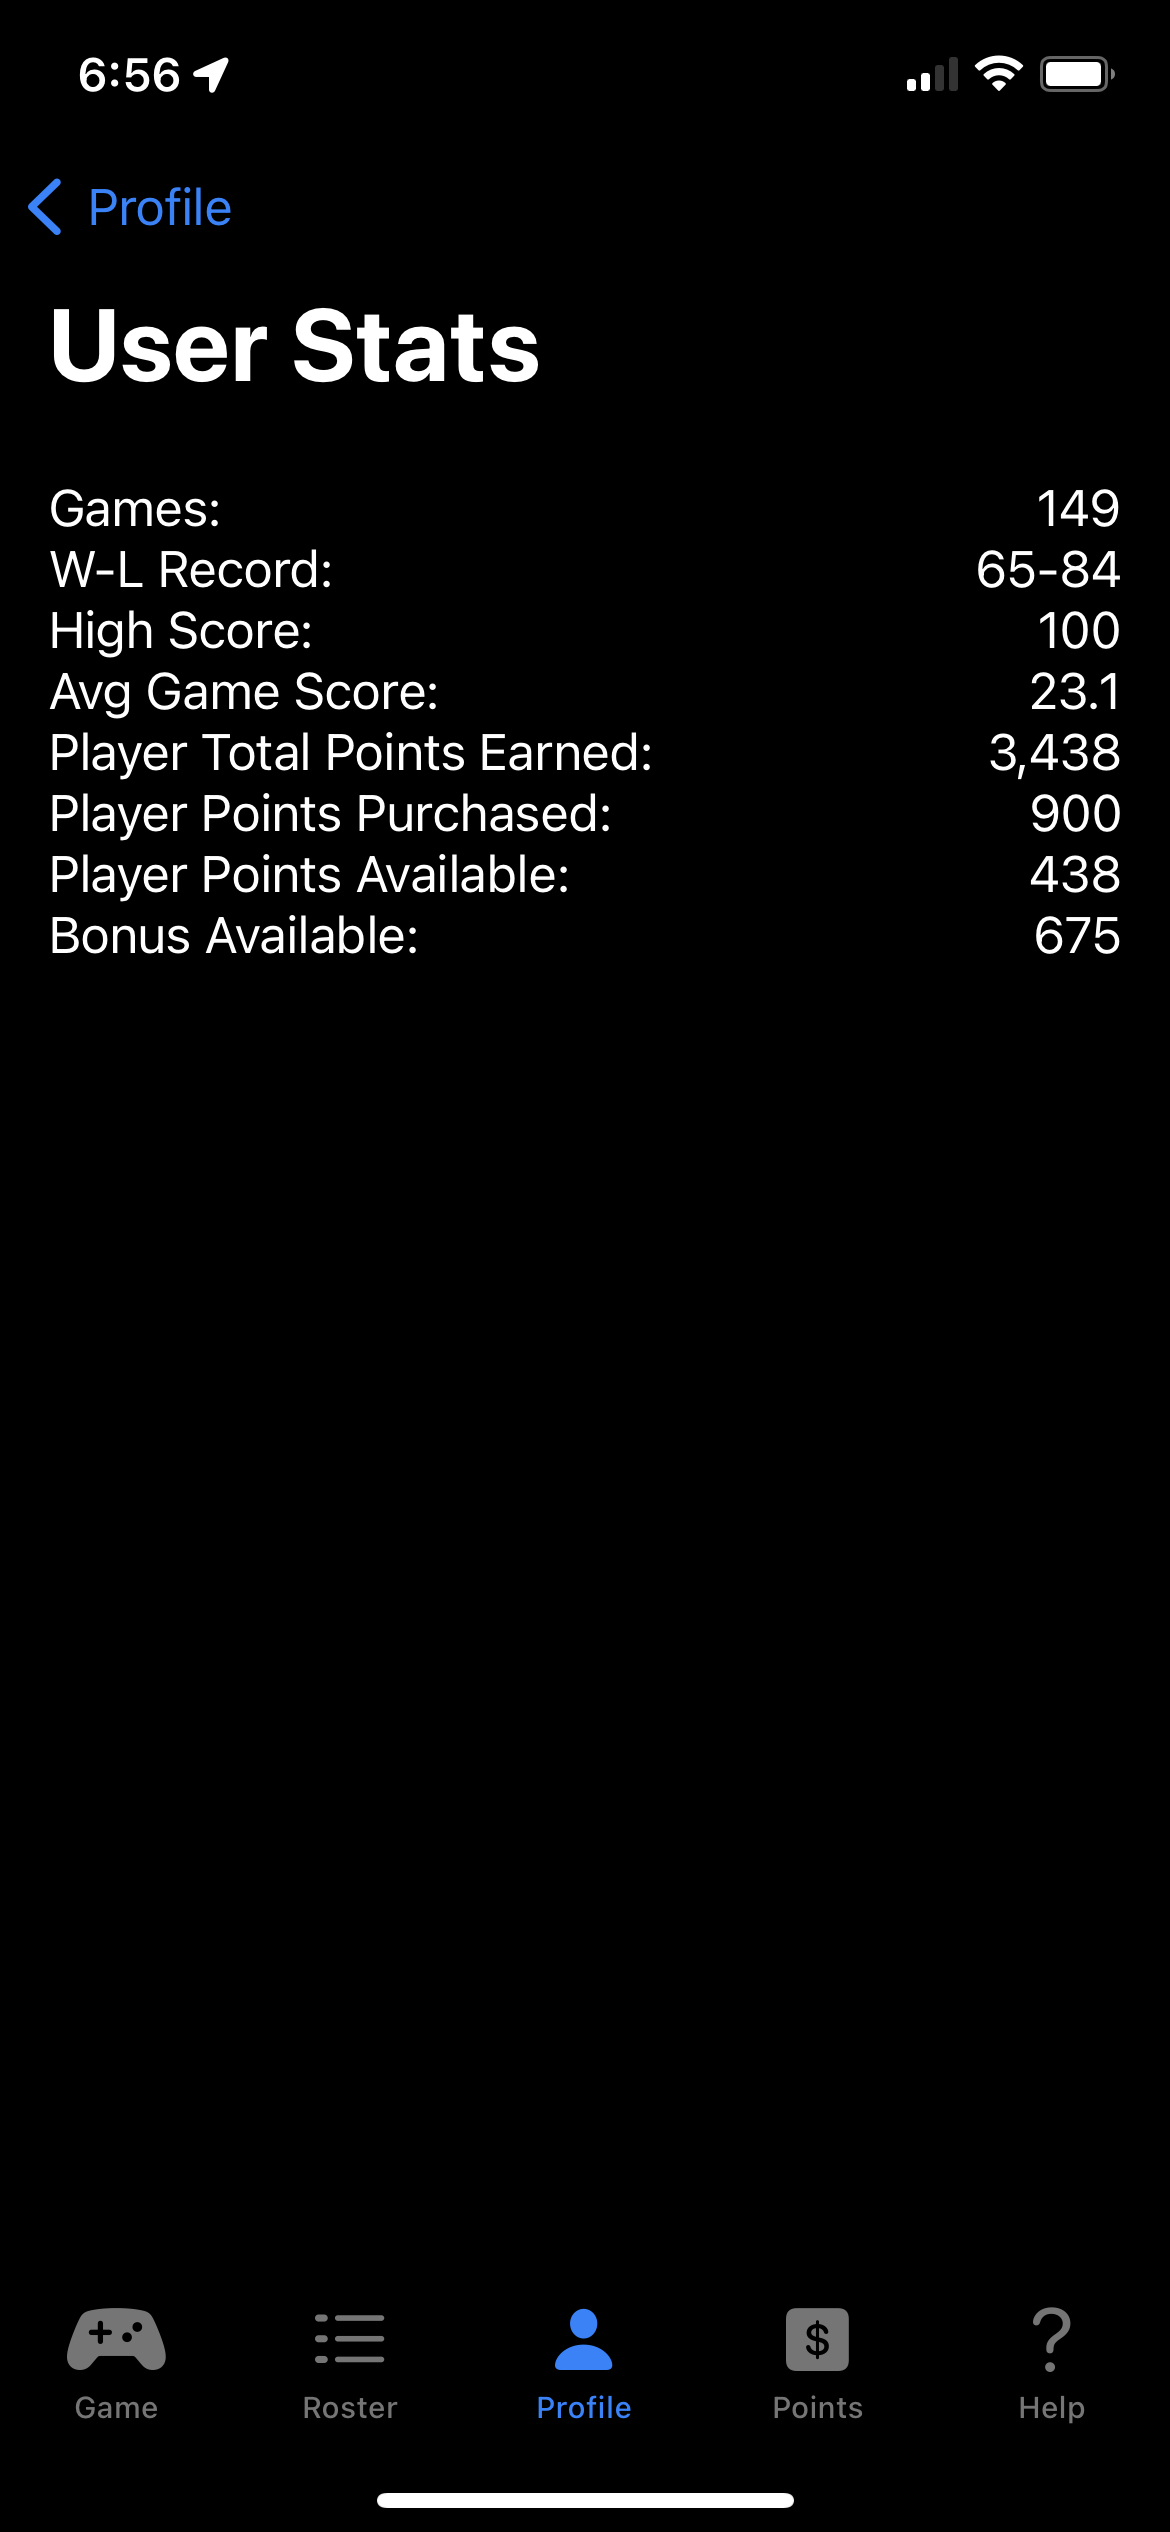 6:56
Profile
User Stats
Games: 149
W-L Record: 65-84
High Score: 100
Avg Game Score: 23.1
Player Total Points Earned: 3,438
Player Points Purchased: 900
Player Points Available: 438
Bonus Available: 675
$
Game Roster Profile Points Help